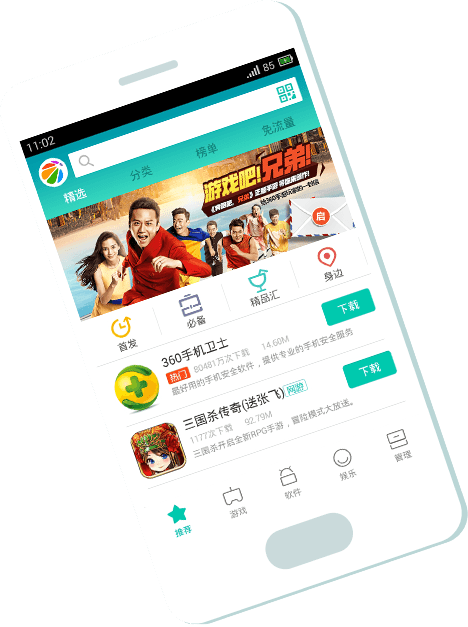 11:02
85
精选
分类
榜单
免流量
游戏吧!兄弟!
启
首发
必备
精品汇
身边
360手机卫士
热门 80481万次下载 14.66M
最好用的手机安全软件，提供专业的手机安全服务
下载
三国杀传奇(送张飞) 网游
1177次下载 92.79M
三国杀开启全新RPG手游，冒险模式大放送。
下载
推荐
游戏
软件
娱乐
管理